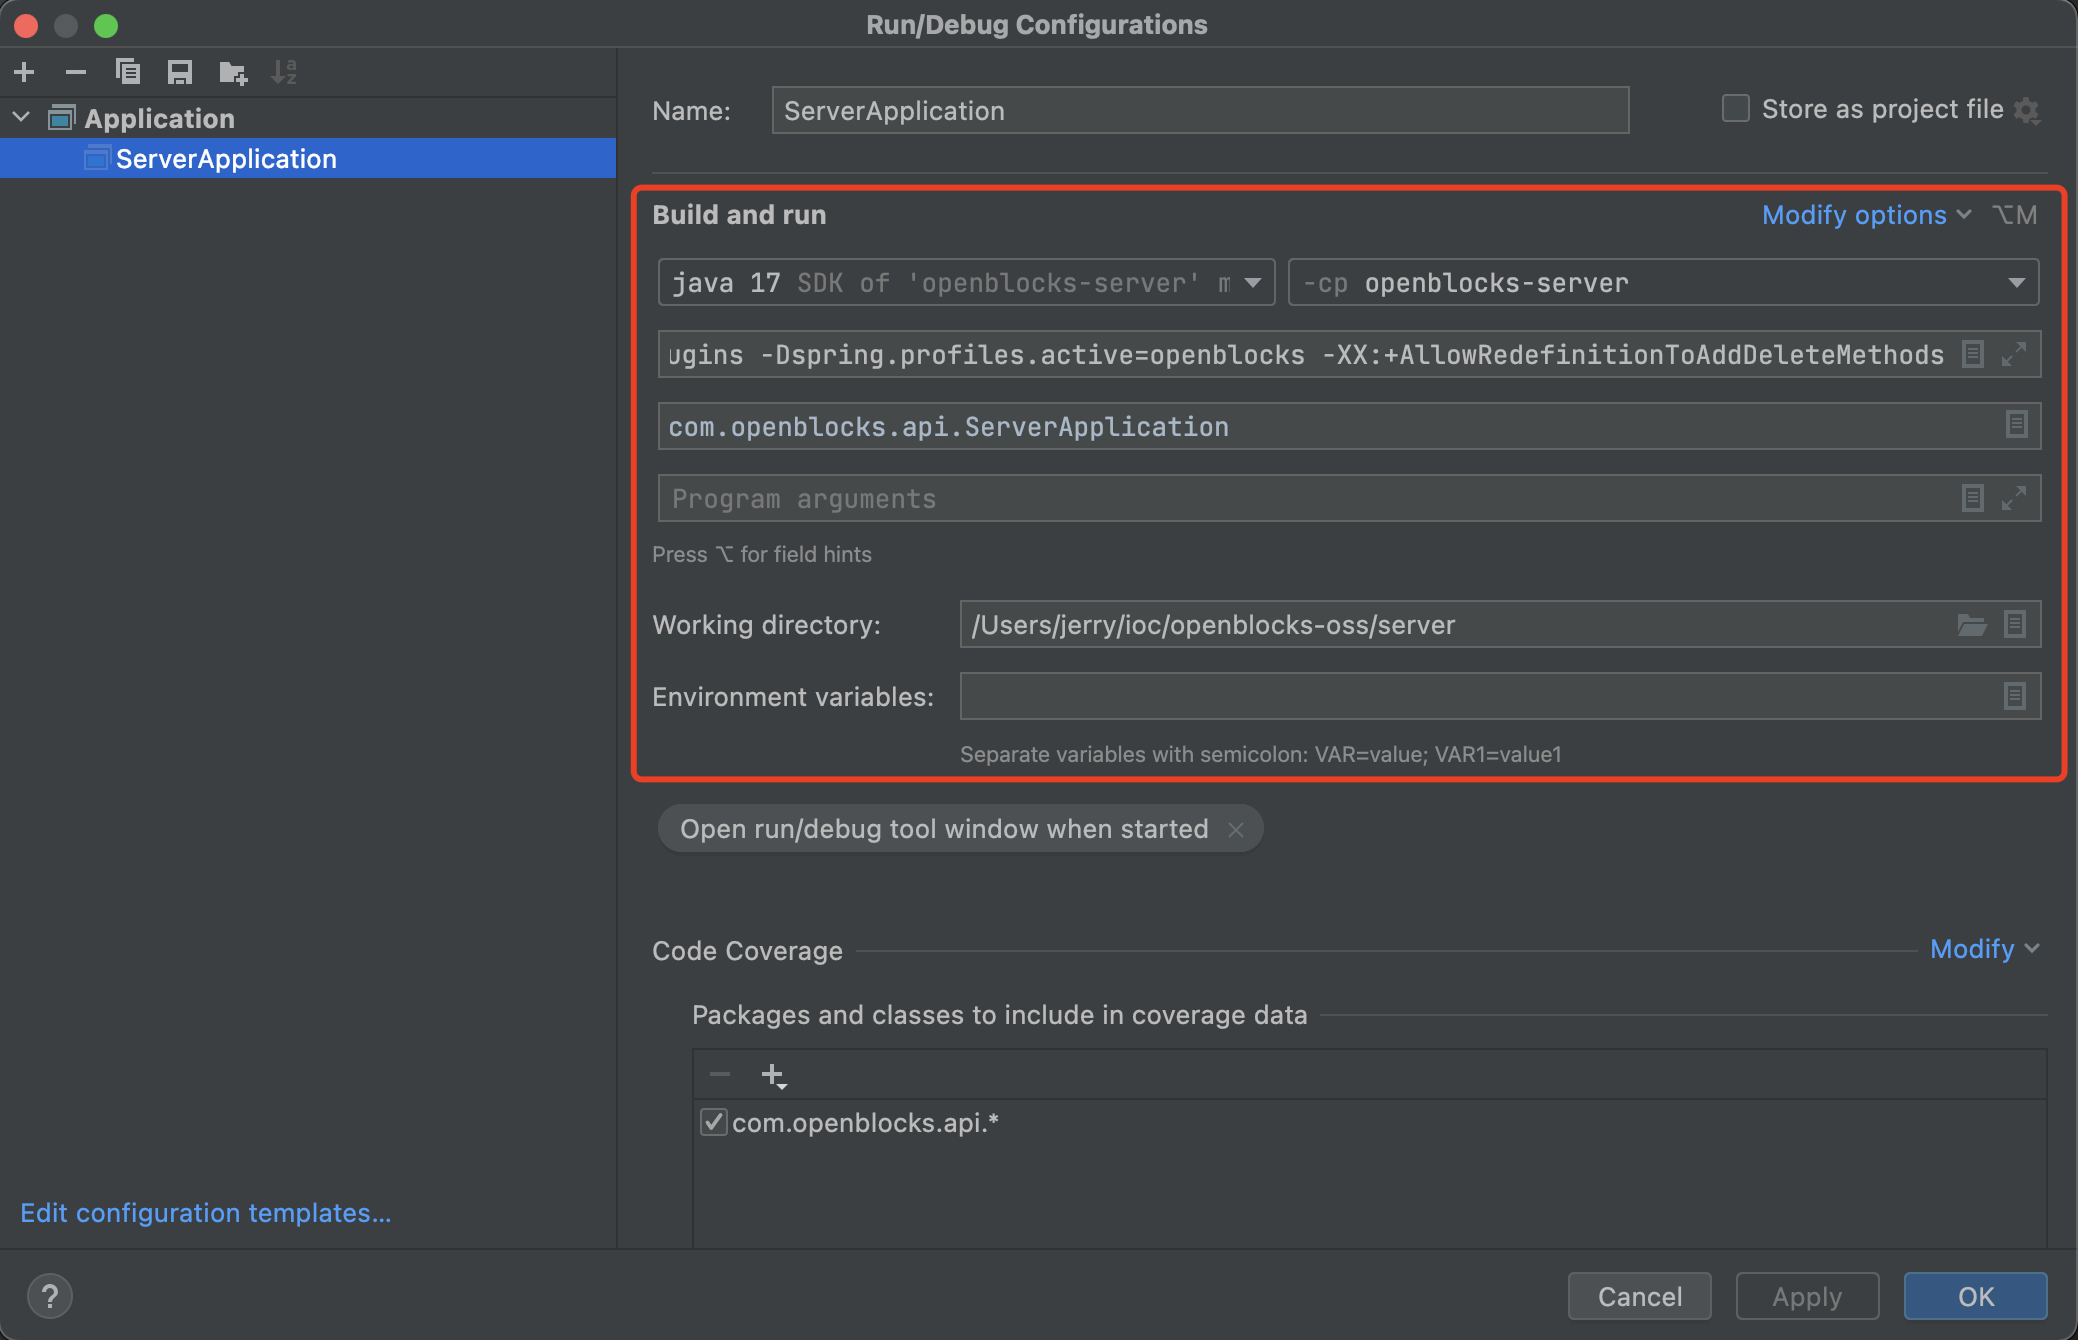 Run/Debug Configurations
Application
ServerApplication
Name: ServerApplication
Store as project file
Build and run
Modify options ⌥M
java 17 SDK of 'openblocks-server' m
-cp openblocks-server
ugins -Dspring.profiles.active=openblocks -XX:+AllowRedefinitionToAddDeleteMethods
com.openblocks.api.ServerApplication
Program arguments
Press ⌥ for field hints
Working directory: /Users/jerry/ioc/openblocks-oss/server
Environment variables:
Separate variables with semicolon: VAR=value; VAR1=value1
Open run/debug tool window when started
Code Coverage
Modify
Packages and classes to include in coverage data
com.openblocks.api.*
Edit configuration templates...
?
Cancel
Apply
OK